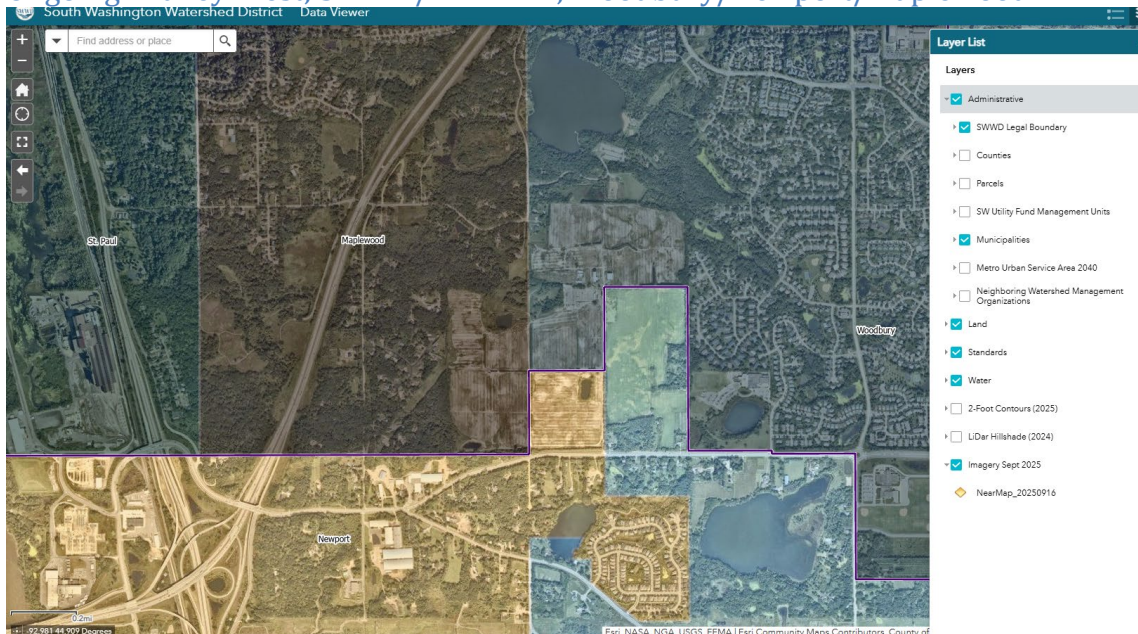 South Washington Watershed District Data Viewer
Find address or place
Layer List
Layers
Administrative
SWWD Legal Boundary
Counties
Parcels
SW Utility Fund Management Units
Municipalities
Metro Urban Service Area 2040
Neighboring Watershed Management
Organizations
Land
Standards
Water
2-Foot Contours (2025)
LiDar Hillshade (2024)
Imagery Sept 2025
NearMap_20250916
St. Paul
Maplewood
Woodbury
Newport
0.2mi
-92.981 44.909 Degrees
Esri, NASA, NGA, USGS, FEMA | Esri Community Maps Contributors, County of